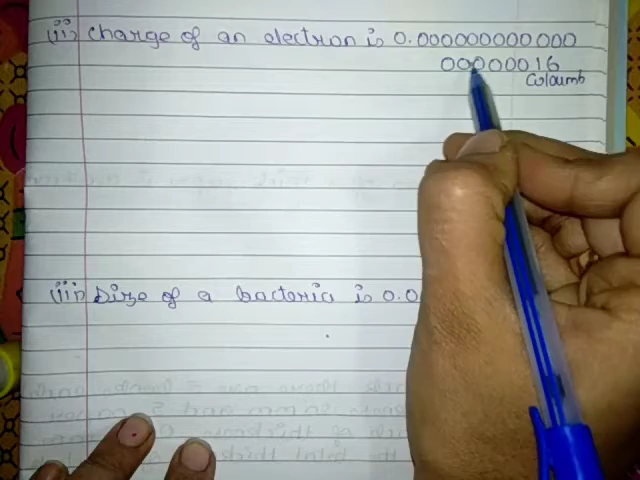 (ii) Charge of an electron is 0.000000000000
00000016
Coloumb
(iii) Size of a bacteria is 0.0